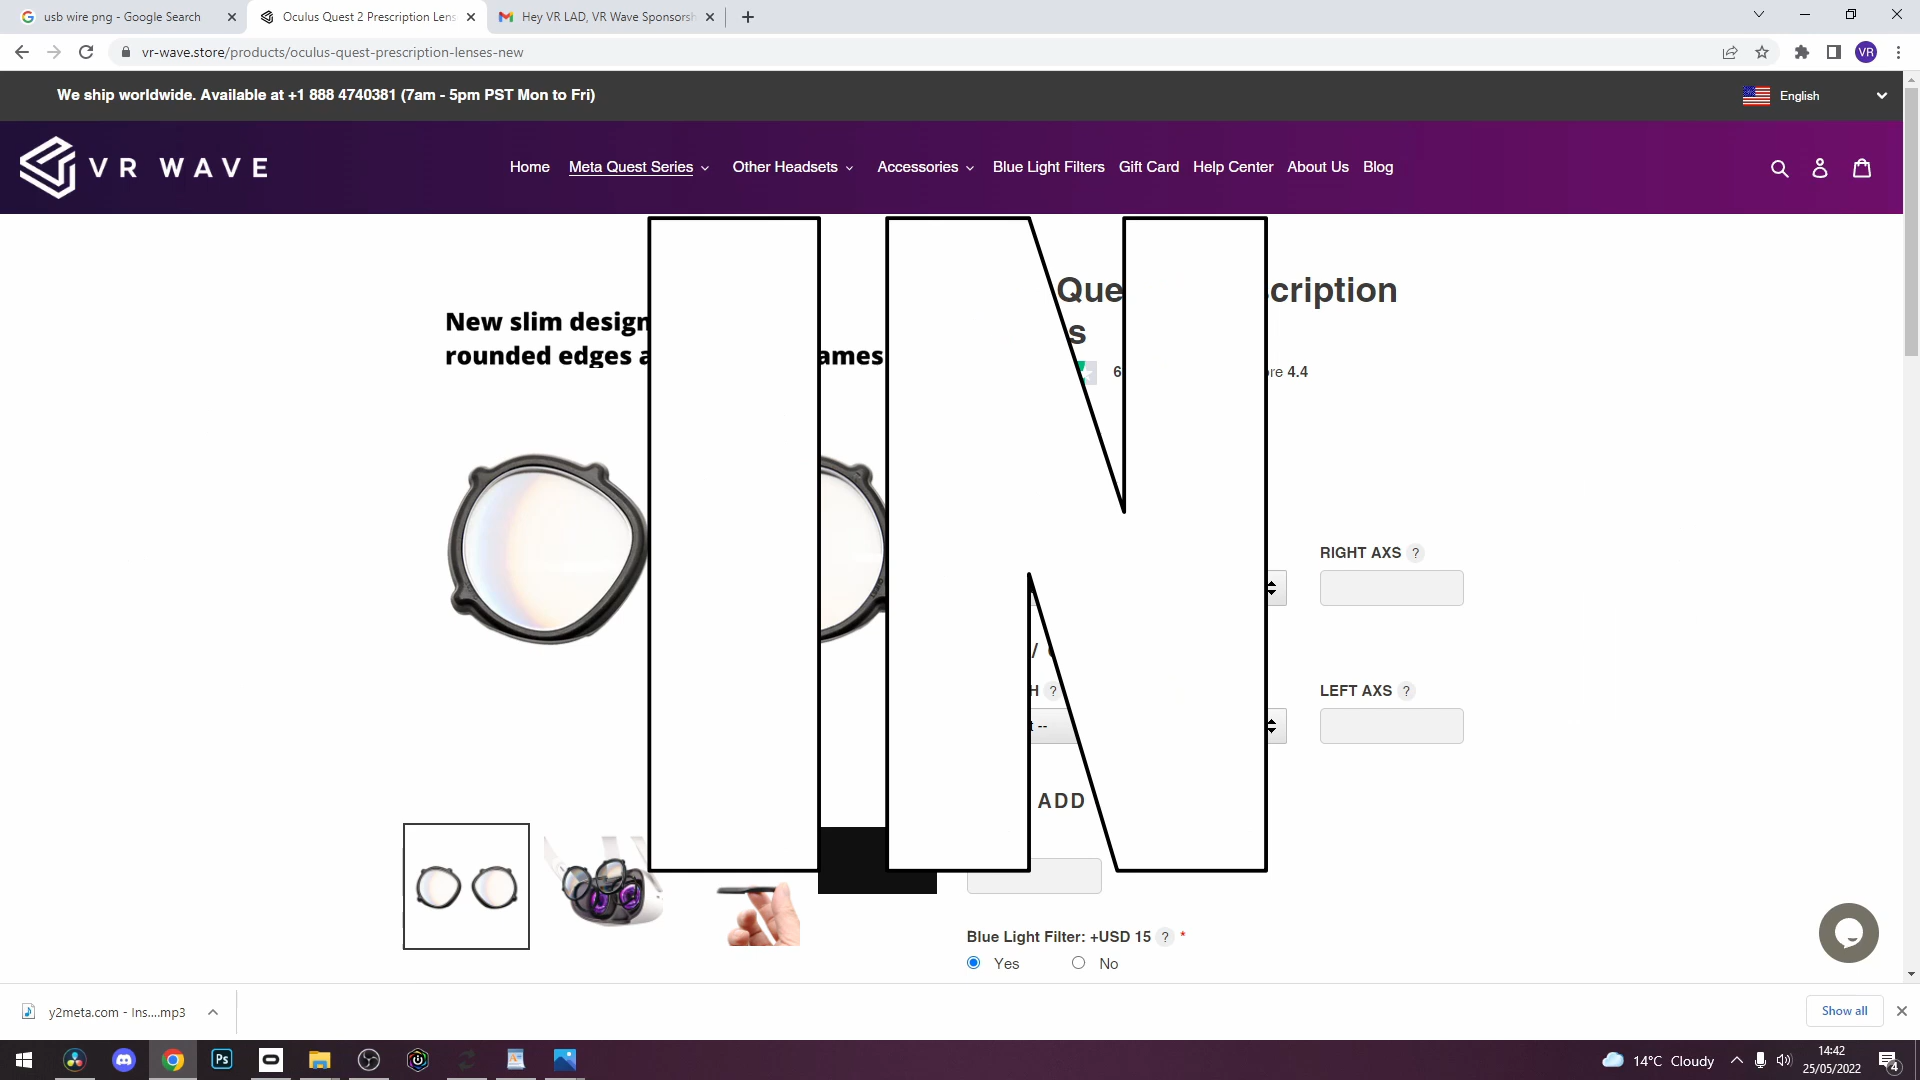 usb wire png - Google Search
Oculus Quest 2 Prescription Lens
Hey VR LAD, VR Wave Sponsorsh
vr-wave.store/products/oculus-quest-prescription-lenses-new
VR
We ship worldwide. Available at +1 888 4740381 (7am - 5pm PST Mon to Fri)
English
VR WAVE
Home
Meta Quest Series
Other Headsets
Accessories
Blue Light Filters
Gift Card
Help Center
About Us
Blog
IN
Que cription
s
New slim design
rounded edges a ames
6 re 4.4
RIGHT AXS ?
/
H ?
LEFT AXS ?
t --
ADD
Blue Light Filter: +USD 15 ? *
Yes
No
y2meta.com - Ins....mp3
Show all
Ps
14°C Cloudy
14:42
25/05/2022
4